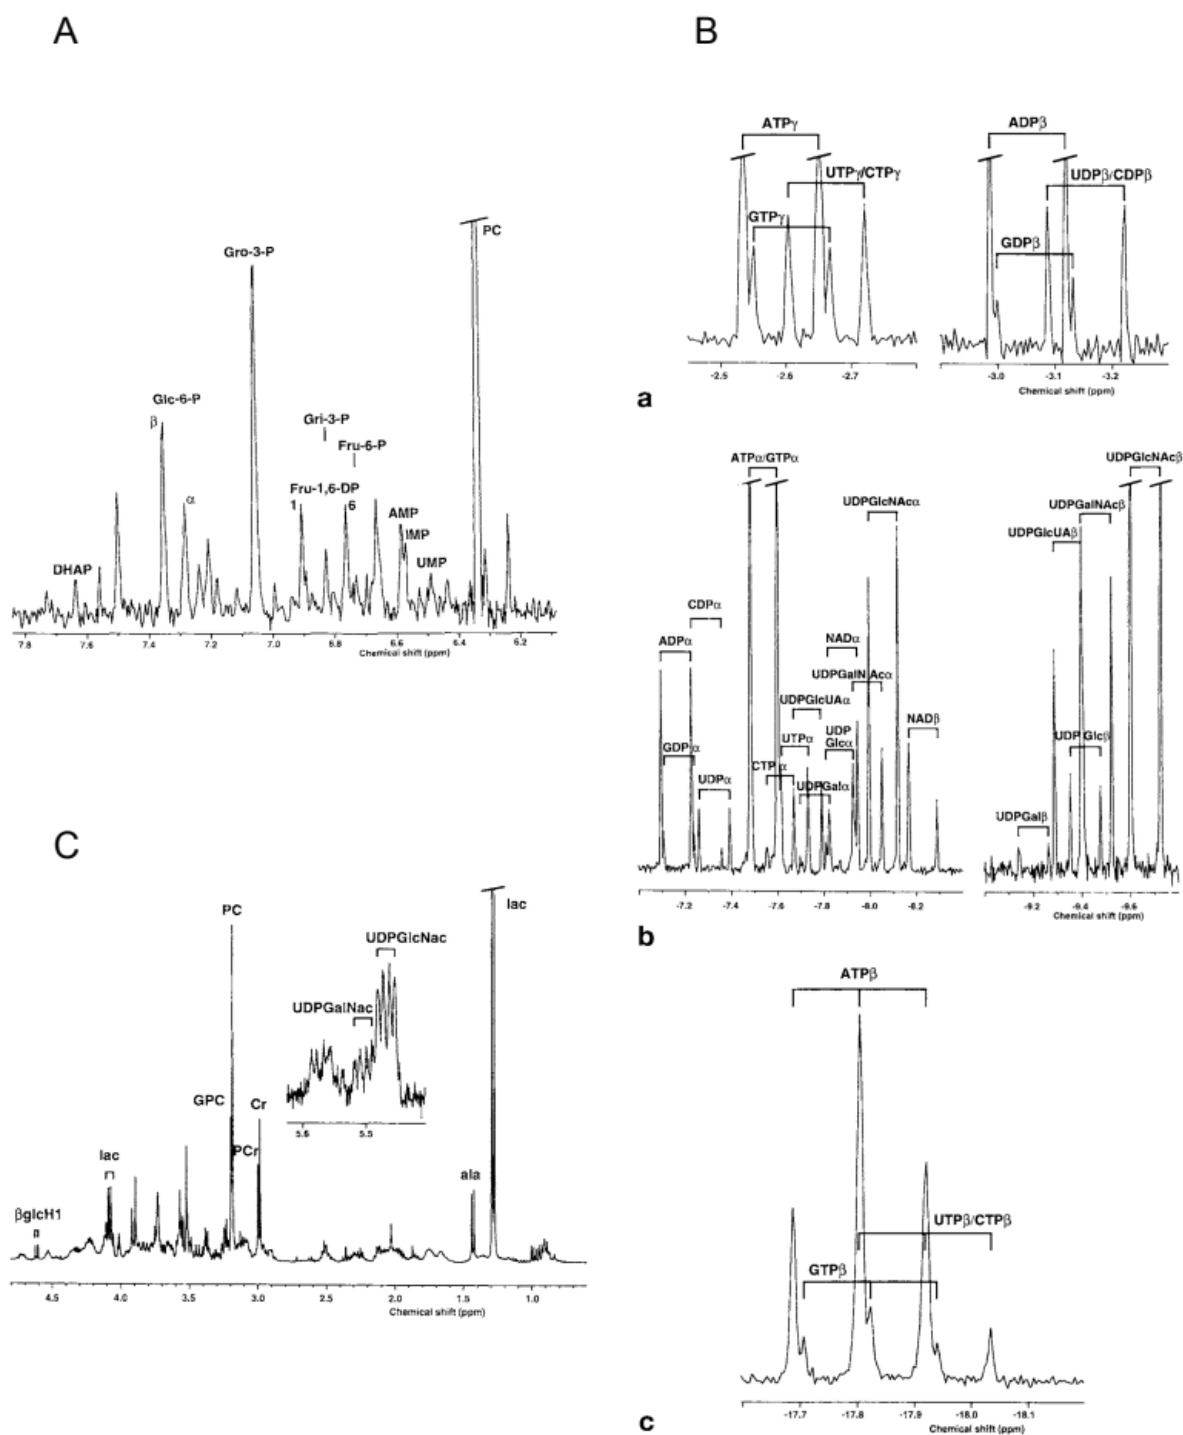 A
B
PC
Gro-3-P
Glc-6-P
β
α
Gri-3-P
Fru-6-P
Fru-1,6-DP
1
6
AMP
IMP
UMP
DHAP
7.8 7.6 7.4 7.2 7.0 6.8 6.6 6.4 6.2
Chemical shift (ppm)
ATPγ
UTPγ/CTPγ
GTPγ
-2.5 -2.6 -2.7
ADPβ
UDPβ/CDPβ
GDPβ
-3.0 -3.1 -3.2
Chemical shift (ppm)
a
ATPα/GTPα
UDPGlcNAcα
CDPα
ADPα
NADα
UDPGalNAcα
UDPGlcUAα
NADβ
UTPα
UDP
Glcα
GDPα
CTPα
UDPα
UDPGalα
-7.2 -7.4 -7.6 -7.8 -8.0 -8.2
UDPGlcNAcβ
UDPGalNAcβ
UDPGlcUAβ
UDPGlcβ
UDPGalβ
-9.2 -9.4 -9.6
Chemical shift (ppm)
b
C
PC
lac
UDPGlcNac
UDPGalNac
5.6 5.5
GPC
Cr
PCr
lac
ala
βglcH1
4.5 4.0 3.5 3.0 2.5 2.0 1.5 1.0
Chemical shift (ppm)
ATPβ
UTPβ/CTPβ
GTPβ
-17.7 -17.8 -17.9 -18.0 -18.1
Chemical shift (ppm)
c